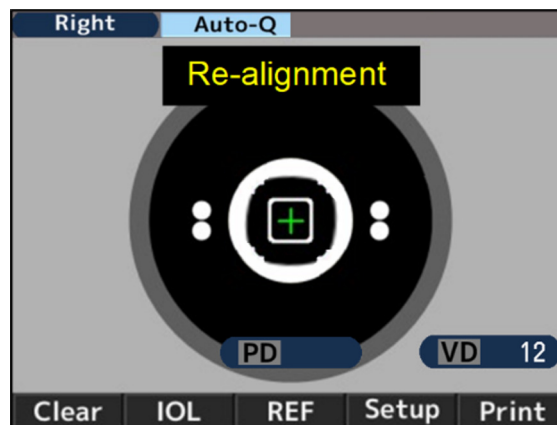 Right Auto-Q
Re-alignment
PD VD 12
Clear IOL REF Setup Print